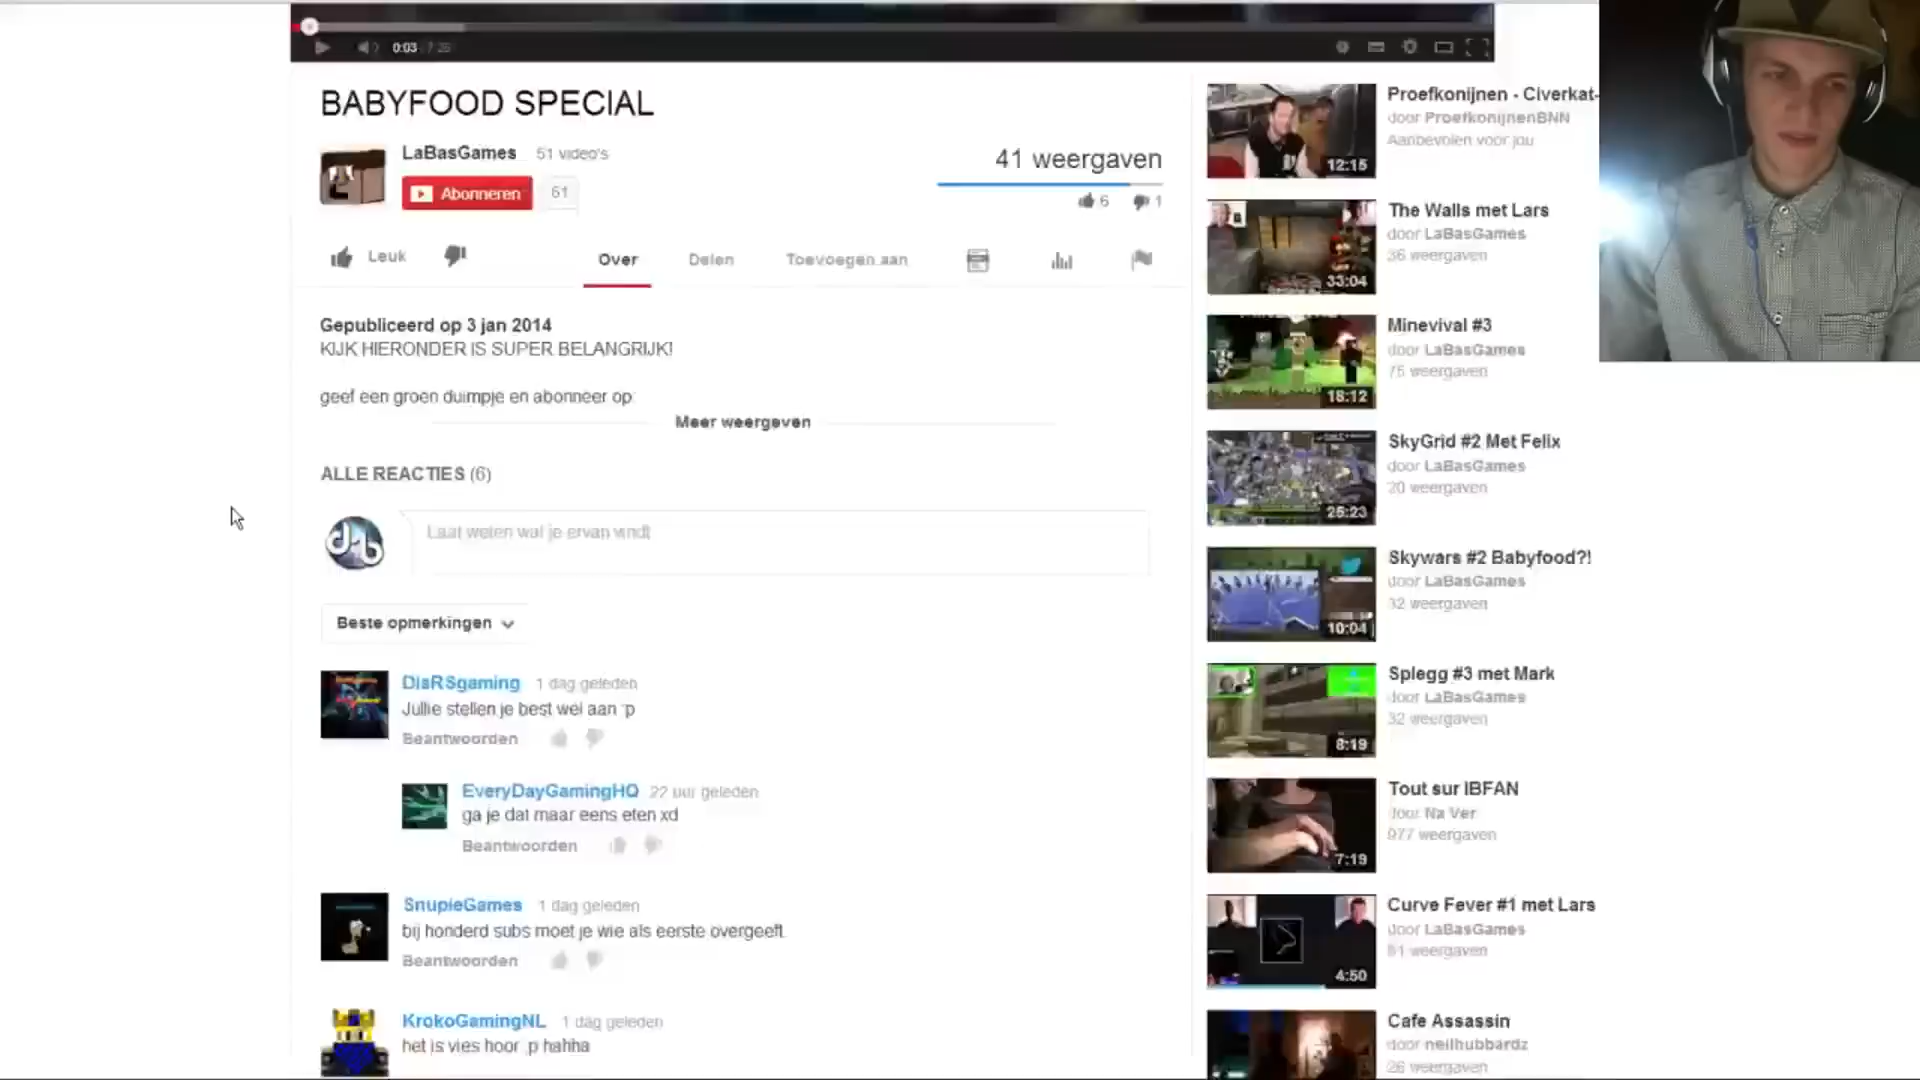 0:03
BABYFOOD SPECIAL
LaBasGames 51 video's
Abonneren 61
41 weergaven
6 1
Leuk
Over Delen Toevoegen aan
Gepubliceerd op 3 jan 2014
KIJK HIERONDER IS SUPER BELANGRIJK!
geef een groen duimpje en abonneer op
Meer weergeven
ALLE REACTIES (6)
Laat weten wat je ervan vindt
Beste opmerkingen
DiaRSgaming 1 dag geleden
Jullie stellen je best wel aan :p
Beantwoorden
EveryDayGamingHQ 22 uur geleden
ga je dat maar eens eten xd
Beantwoorden
SnupieGames 1 dag geleden
bij honderd subs moet je wie als eerste overgeeft
Beantwoorden
KrokoGamingNL 1 dag geleden
het is vies hoor :p hahha
12:15
Proefkonijnen - Civerkat-
door ProefkonijnenBNN
Aanbevolen voor jou
33:04
The Walls met Lars
door LaBasGames
36 weergaven
18:12
Minevival #3
door LaBasGames
75 weergaven
25:23
SkyGrid #2 Met Felix
door LaBasGames
20 weergaven
10:04
Skywars #2 Babyfood?!
door LaBasGames
32 weergaven
8:19
Splegg #3 met Mark
door LaBasGames
32 weergaven
7:19
Tout sur IBFAN
door Na Ver
977 weergaven
4:50
Curve Fever #1 met Lars
door LaBasGames
61 weergaven
Cafe Assassin
door neilhubbardz
26 weergaven